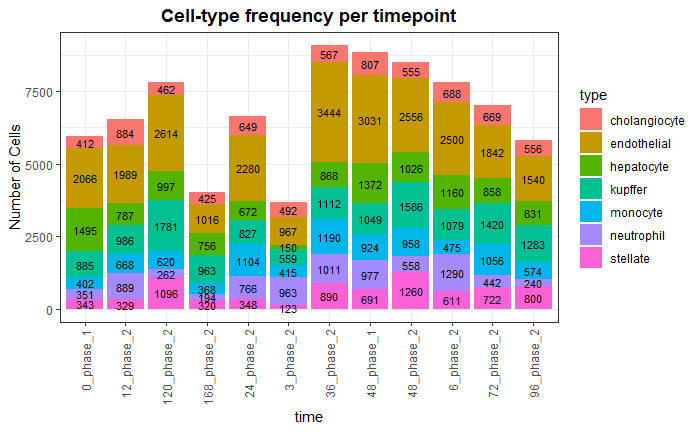 Cell-type frequency per timepoint
Number of Cells
7500
5000
2500
0
412 884 462 425 649 492 567 807 555 688 669 556
2066 1989 2614 1016 2280 967 3444 3031 2556 2500 1842 1540
1495 787 997 756 672 150 868 1372 1026 1160 858 831
885 986 1781 963 827 559 1112 1049 1586 1079 1420 1283
402 668 620 368 1104 415 1190 924 958 475 1056 574
351 889 262 194 766 963 1011 977 558 1290 442 240
343 329 1096 320 348 123 890 691 1260 611 722 800
0_phase_1 12_phase_2 120_phase_2 168_phase_2 24_phase_2 3_phase_2 36_phase_2 48_phase_1 48_phase_2 6_phase_2 72_phase_2 96_phase_2
time
type
cholangiocyte
endothelial
hepatocyte
kupffer
monocyte
neutrophil
stellate